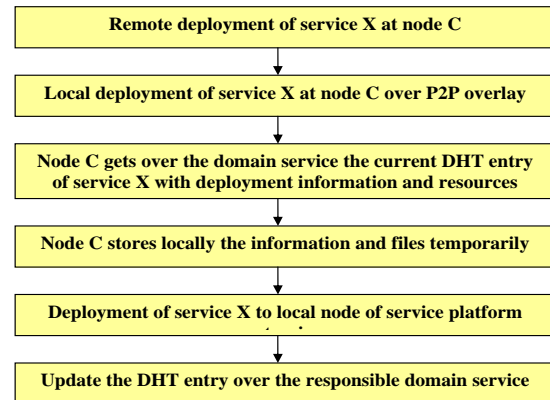 Remote deployment of service X at node C
Local deployment of service X at node C over P2P overlay
Node C gets over the domain service the current DHT entry
of service X with deployment information and resources
Node C stores locally the information and files temporarily
Deployment of service X to local node of service platform
Update the DHT entry over the responsible domain service